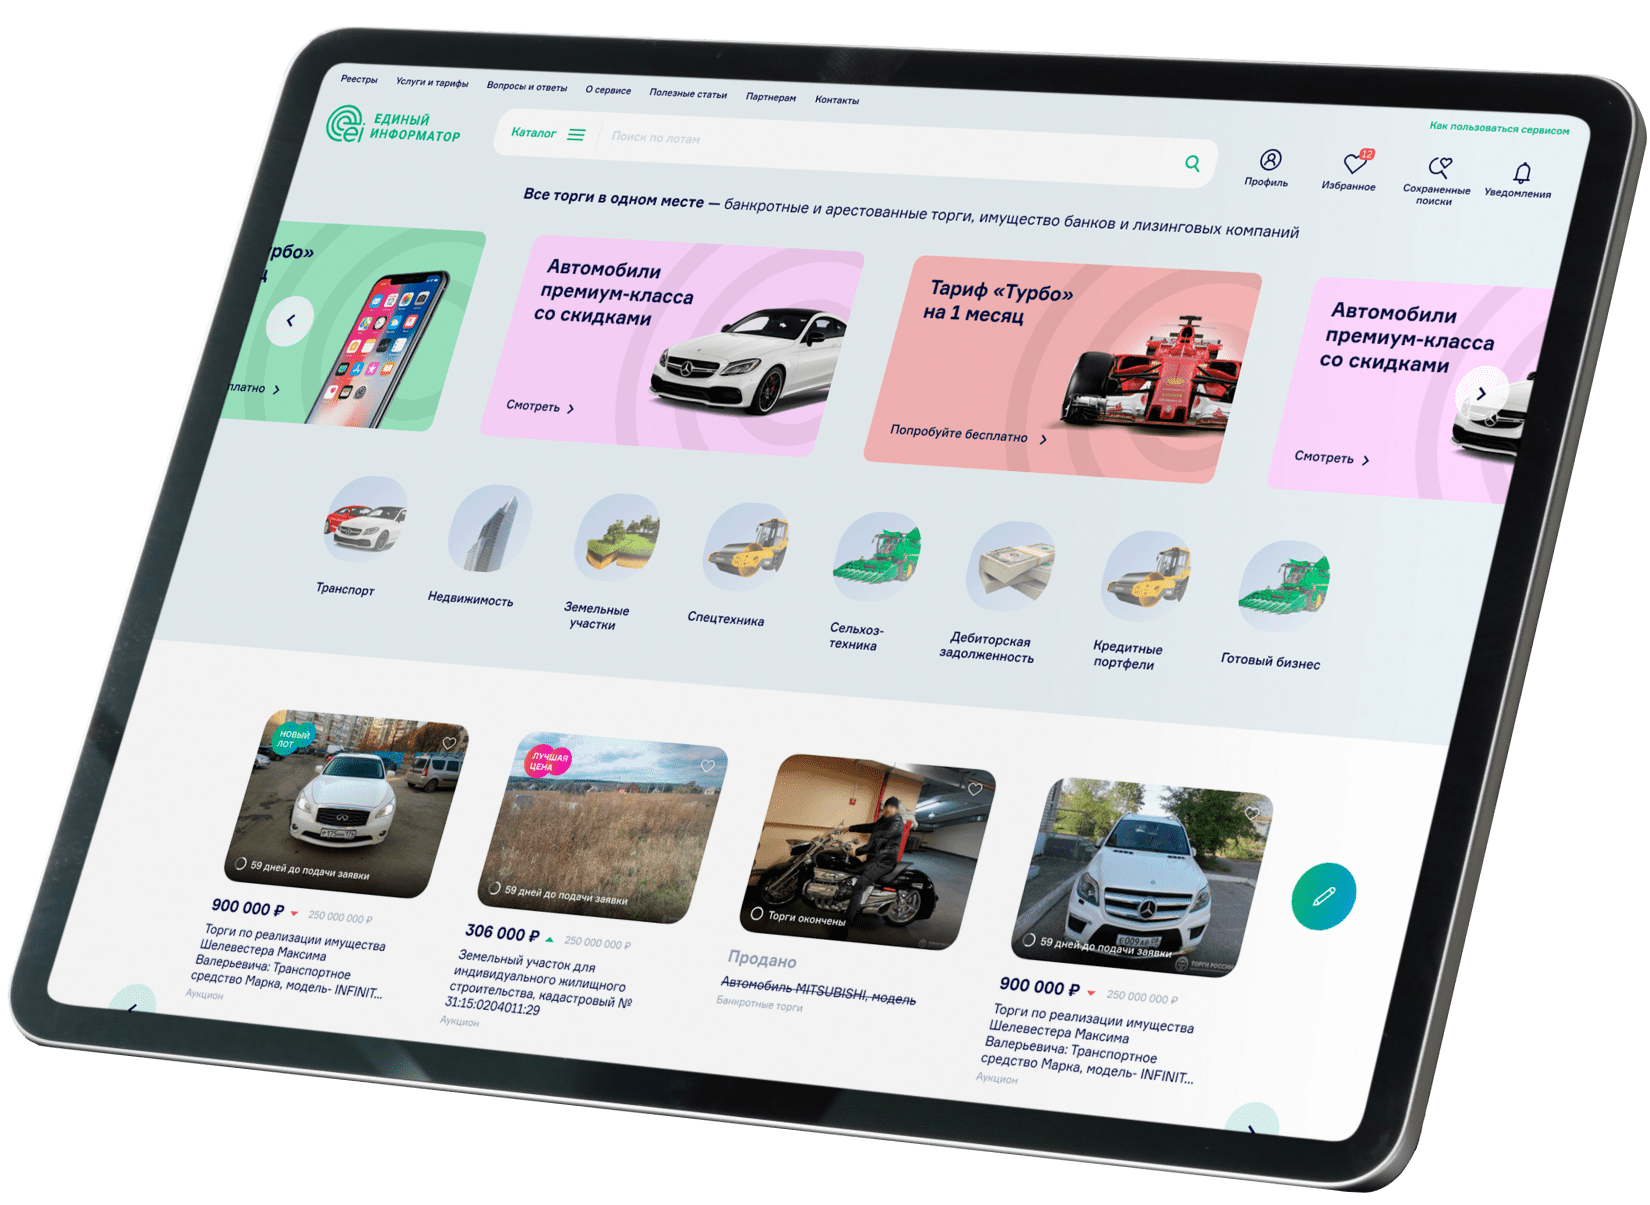 Реестры
Услуги и тарифы
Вопросы и ответы
О сервисе
Полезные статьи
Партнерам
Контакты
Как пользоваться сервисом
ei
ЕДИНЫЙ
ИНФОРМАТОР
Каталог
Поиск по лотам
Профиль
12
Избранное
Сохраненные
поиски
Уведомления
Все торги в одном месте — банкротные и арестованные торги, имущество банков и лизинговых компаний
Автомобили
премиум-класса
со скидками
Смотреть
Тариф «Турбо»
на 1 месяц
Попробуйте бесплатно
Автомобили
премиум-класса
со скидками
Смотреть
Транспорт
Недвижимость
Земельные
участки
Спецтехника
Сельхоз-
техника
Дебиторская
задолженность
Кредитные
портфели
Готовый бизнес
НОВЫЙ
ЛОТ
59 дней до подачи заявки
900 000 ₽
250 000 000 ₽
Торги по реализации имущества
Шелевестера Максима
Валерьевича: Транспортное
средство Марка, модель- INFINIT...
Аукцион
ЛУЧШАЯ
ЦЕНА
59 дней до подачи заявки
306 000 ₽
250 000 000 ₽
Земельный участок для
индивидуального жилищного
строительства, кадастровый №
31:15:0204011:29
Аукцион
Торги окончены
Продано
Автомобиль MITSUBISHI, модель
Банкротные торги
59 дней до подачи заявки
ТОРГИ РОССИИ
900 000 ₽
250 000 000 ₽
Торги по реализации имущества
Шелевестера Максима
Валерьевича: Транспортное
средство Марка, модель- INFINIT...
Аукцион